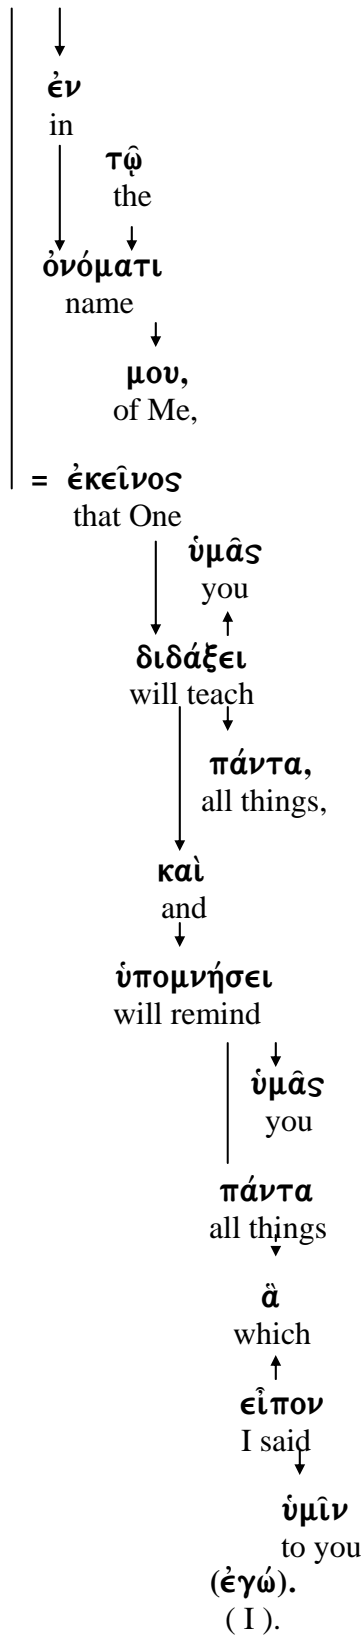 ἐν
in
τῷ
the
ὀνόματι
name
μου,
of Me,
= ἐκεῖνος
that One
ὑμᾶς
you
διδάξει
will teach
πάντα,
all things,
καὶ
and
ὑπομνήσει
will remind
ὑμᾶς
you
πάντα
all things
ἃ
which
εἶπον
I said
ὑμῖν
to you
(ἐγώ).
( I ).